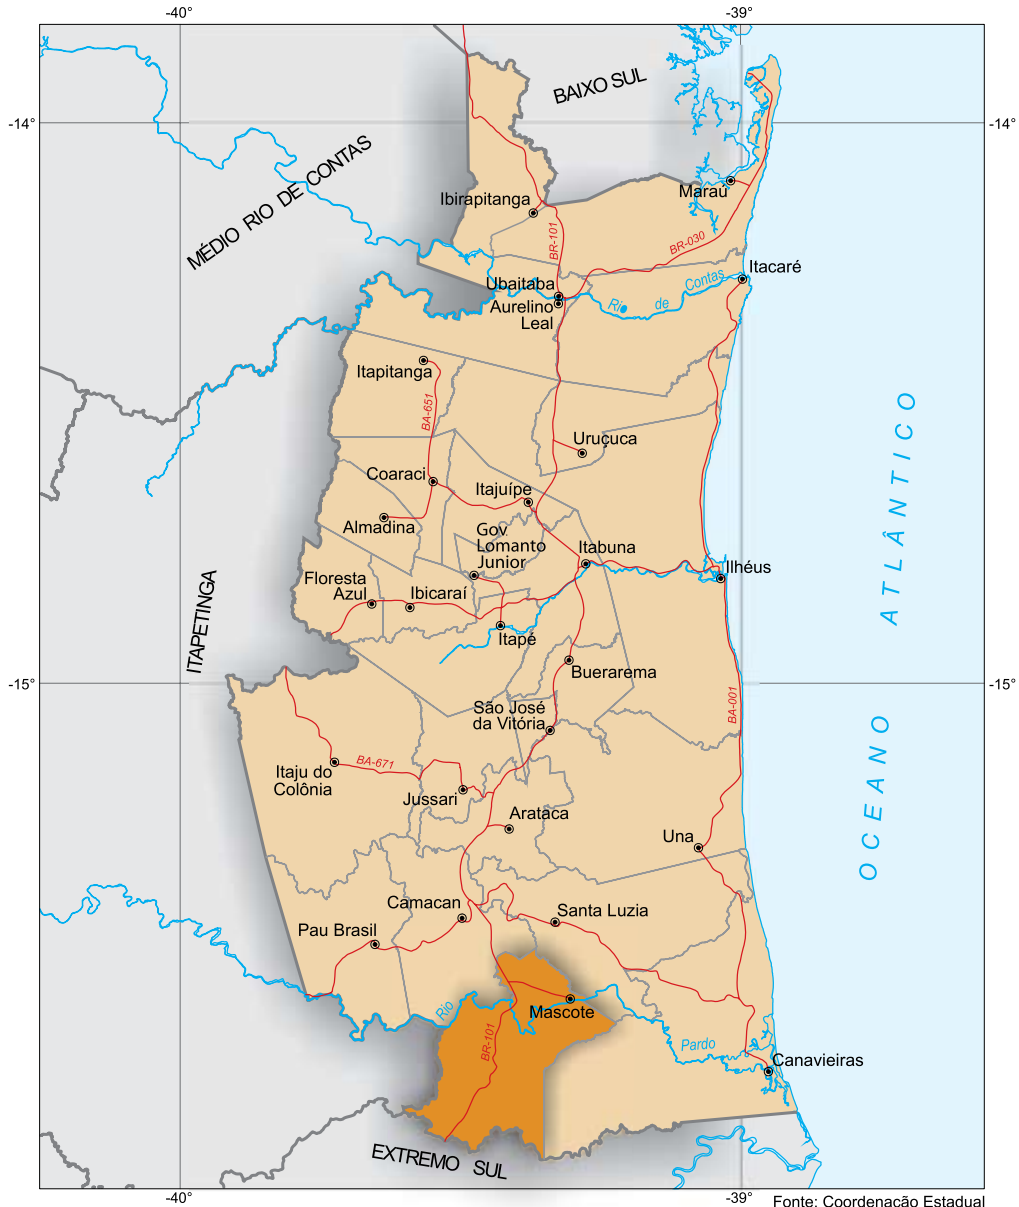 -40°
-39°
BAIXO SUL
-14°
-14°
MÉDIO RIO DE CONTAS
Maraú
Ibirapitanga
BR-101
BR-030
Itacaré
Ubaitaba
Contas
Aurelino
Leal
Rio
de
Itapitanga
BA-651
Uruçuca
ATLÂNTICO
Coaraci
Itajuípe
Almadina
Gov
Lomanto
Junior
Itabuna
Ilhéus
Floresta
Azul
Ibicaraí
ITAPETINGA
Itapé
Buerarema
-15°
-15°
São José
da Vitória
BA-001
OCEANO
Itaju do
Colônia
BA-671
Jussari
Arataca
Una
Camacan
Santa Luzia
Pau Brasil
Rio
Mascote
BR-101
Pardo
Canavieiras
EXTREMO SUL
-40°
-39°
Fonte: Coordenação Estadual